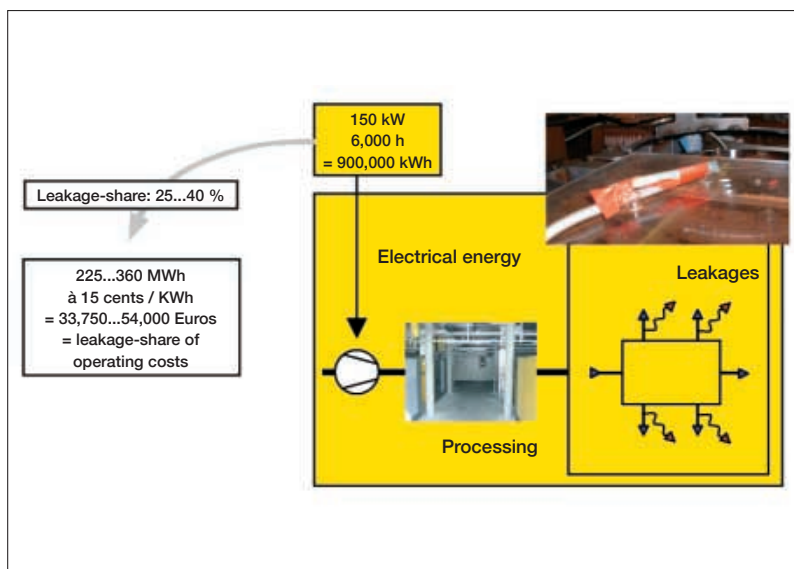 150 kW
6,000 h
= 900,000 kWh
Leakage-share: 25...40 %
225...360 MWh
à 15 cents / KWh
= 33,750...54,000 Euros
= leakage-share of
operating costs
Electrical energy
Leakages
Processing